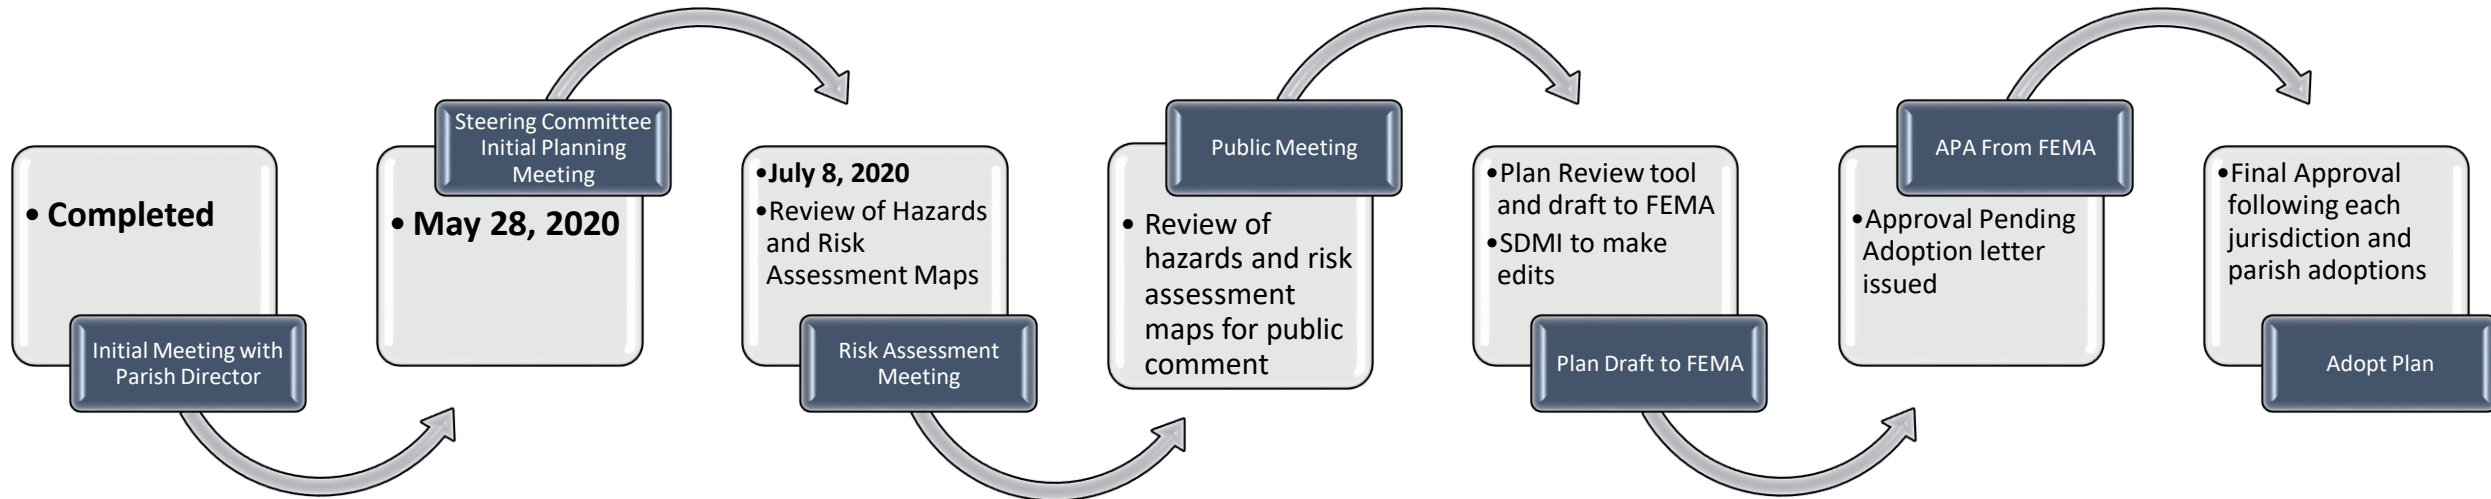 • Completed
Initial Meeting with
Parish Director
Steering Committee
Initial Planning
Meeting
• May 28, 2020
•July 8, 2020
•Review of Hazards
and Risk
Assessment Maps
Risk Assessment
Meeting
Public Meeting
• Review of
hazards and risk
assessment
maps for public
comment
•Plan Review tool
and draft to FEMA
•SDMI to make
edits
Plan Draft to FEMA
APA From FEMA
•Approval Pending
Adoption letter
issued
•Final Approval
following each
jurisdiction and
parish adoptions
Adopt Plan